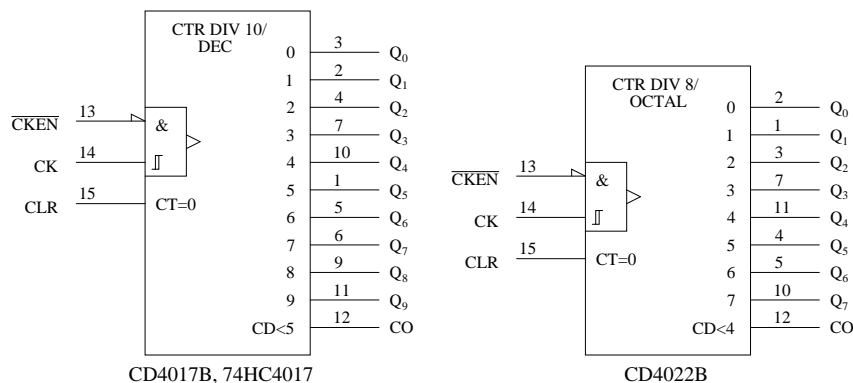 CTR DIV 10/
DEC
CKEN 13
CK 14
CLR 15
&
CT=0
0 3 Q0
1 2 Q1
2 4 Q2
3 7 Q3
4 10 Q4
5 1 Q5
6 5 Q6
7 6 Q7
8 9 Q8
9 11 Q9
CD<5 12 CO
CD4017B, 74HC4017
CTR DIV 8/
OCTAL
CKEN 13
CK 14
CLR 15
&
CT=0
0 2 Q0
1 1 Q1
2 3 Q2
3 7 Q3
4 11 Q4
5 4 Q5
6 5 Q6
7 10 Q7
CD<4 12 CO
CD4022B